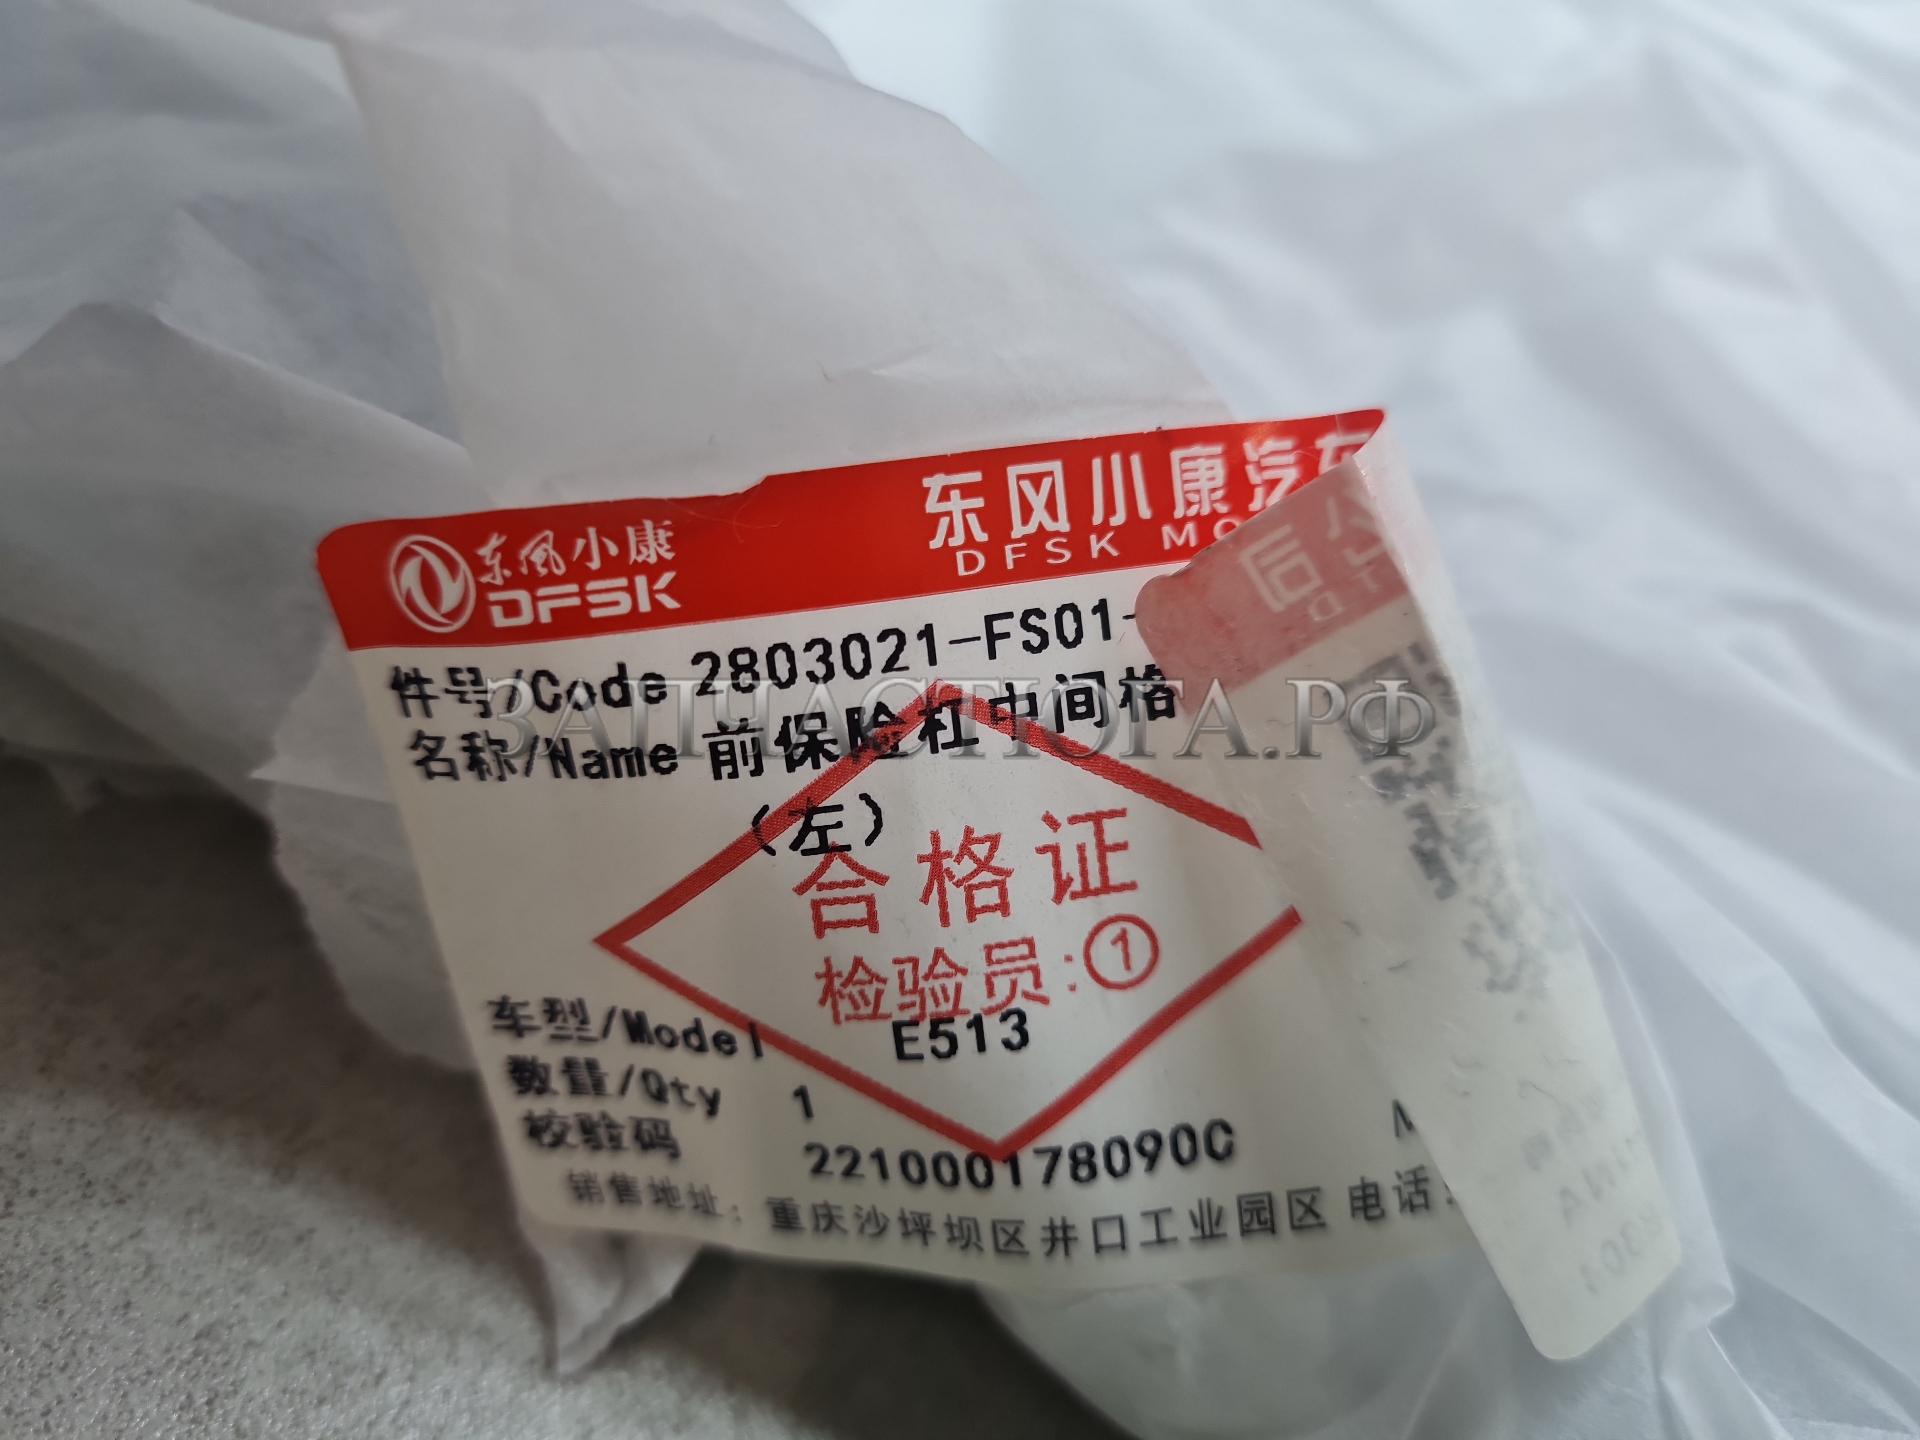 东风小康
DFSK
东风小康汽车
DFSK MO
件号/Code 2803021-FS01-
名称/Name 前保险杠中间格
(左)
合格证
检验员:①
车型/Model E513
数量/Qty 1
校验码 221000178090C
销售地址: 重庆沙坪坝区井口工业园区 电话:
ЗАПЧАСТЮГА.РФ